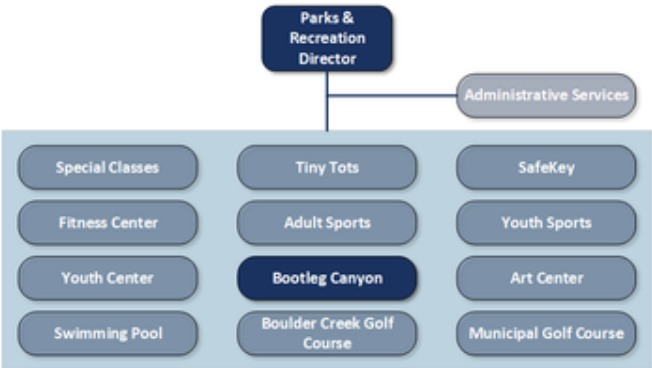 Parks &
Recreation
Director
Administrative Services
Special Classes
Tiny Tots
SafeKey
Fitness Center
Adult Sports
Youth Sports
Youth Center
Bootleg Canyon
Art Center
Swimming Pool
Boulder Creek Golf
Course
Municipal Golf Course